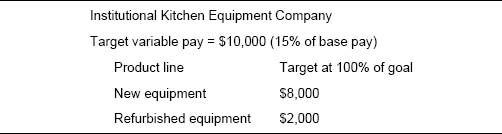 Institutional Kitchen Equipment Company
Target variable pay = $10,000 (15% of base pay)
Product line Target at 100% of goal
New equipment $8,000
Refurbished equipment $2,000